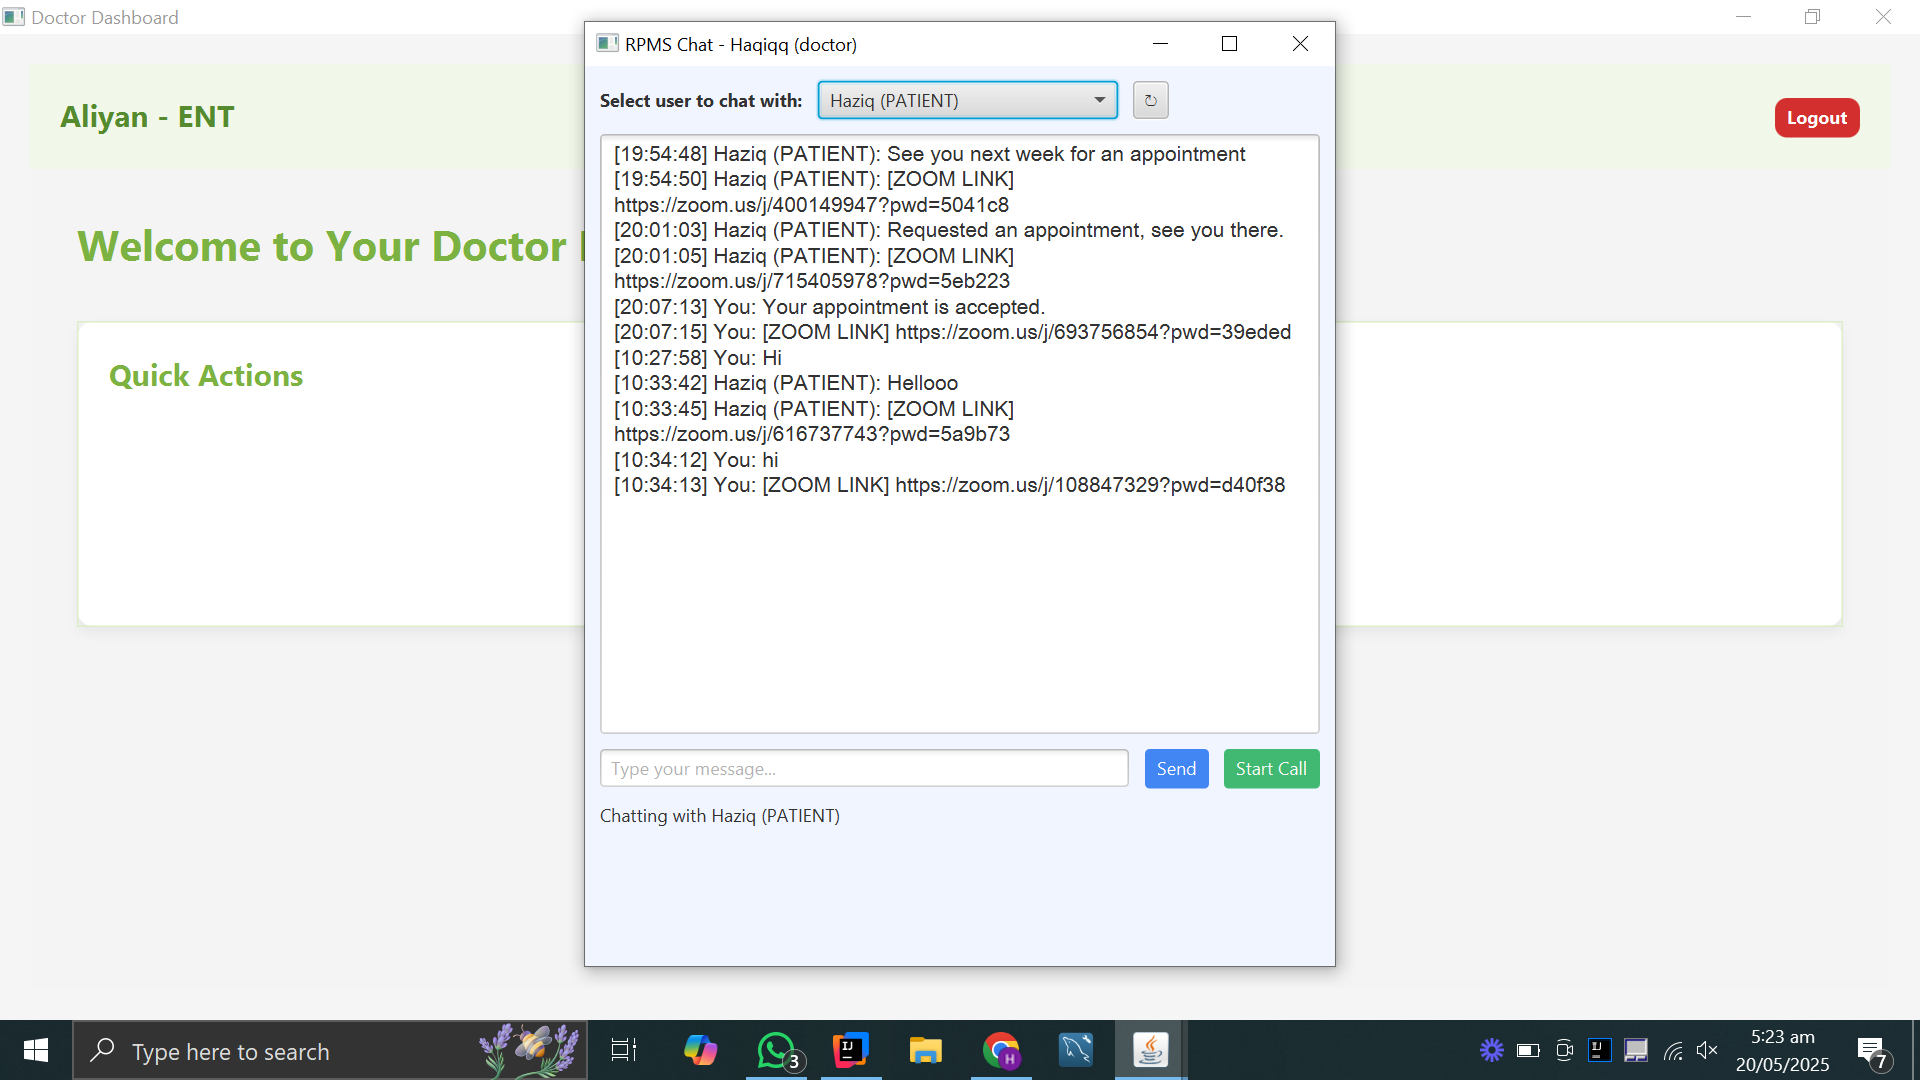 Doctor Dashboard
RPMS Chat - Haqiqq (doctor)
Aliyan - ENT
Logout
Select user to chat with:
Haziq (PATIENT)
[19:54:48] Haziq (PATIENT): See you next week for an appointment
[19:54:50] Haziq (PATIENT): [ZOOM LINK]
https://zoom.us/j/400149947?pwd=5041c8
[20:01:03] Haziq (PATIENT): Requested an appointment, see you there.
[20:01:05] Haziq (PATIENT): [ZOOM LINK]
https://zoom.us/j/715405978?pwd=5eb223
[20:07:13] You: Your appointment is accepted.
[20:07:15] You: [ZOOM LINK] https://zoom.us/j/693756854?pwd=39eded
[10:27:58] You: Hi
[10:33:42] Haziq (PATIENT): Hellooo
[10:33:45] Haziq (PATIENT): [ZOOM LINK]
https://zoom.us/j/616737743?pwd=5a9b73
[10:34:12] You: hi
[10:34:13] You: [ZOOM LINK] https://zoom.us/j/108847329?pwd=d40f38
Welcome to Your Doctor
Quick Actions
Type your message...
Send
Start Call
Chatting with Haziq (PATIENT)
Type here to search
3
IJ
H
IJ
5:23 am
20/05/2025
7